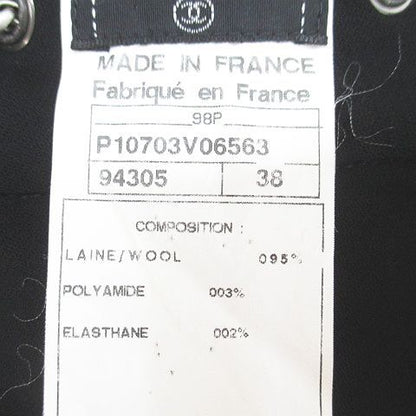 MADE IN FRANCE
Fabriqué en France
98P
P10703V06563
94305 38
COMPOSITION :
LAINE/WOOL 095%
POLYAMIDE 003%
ELASTHANE 002%